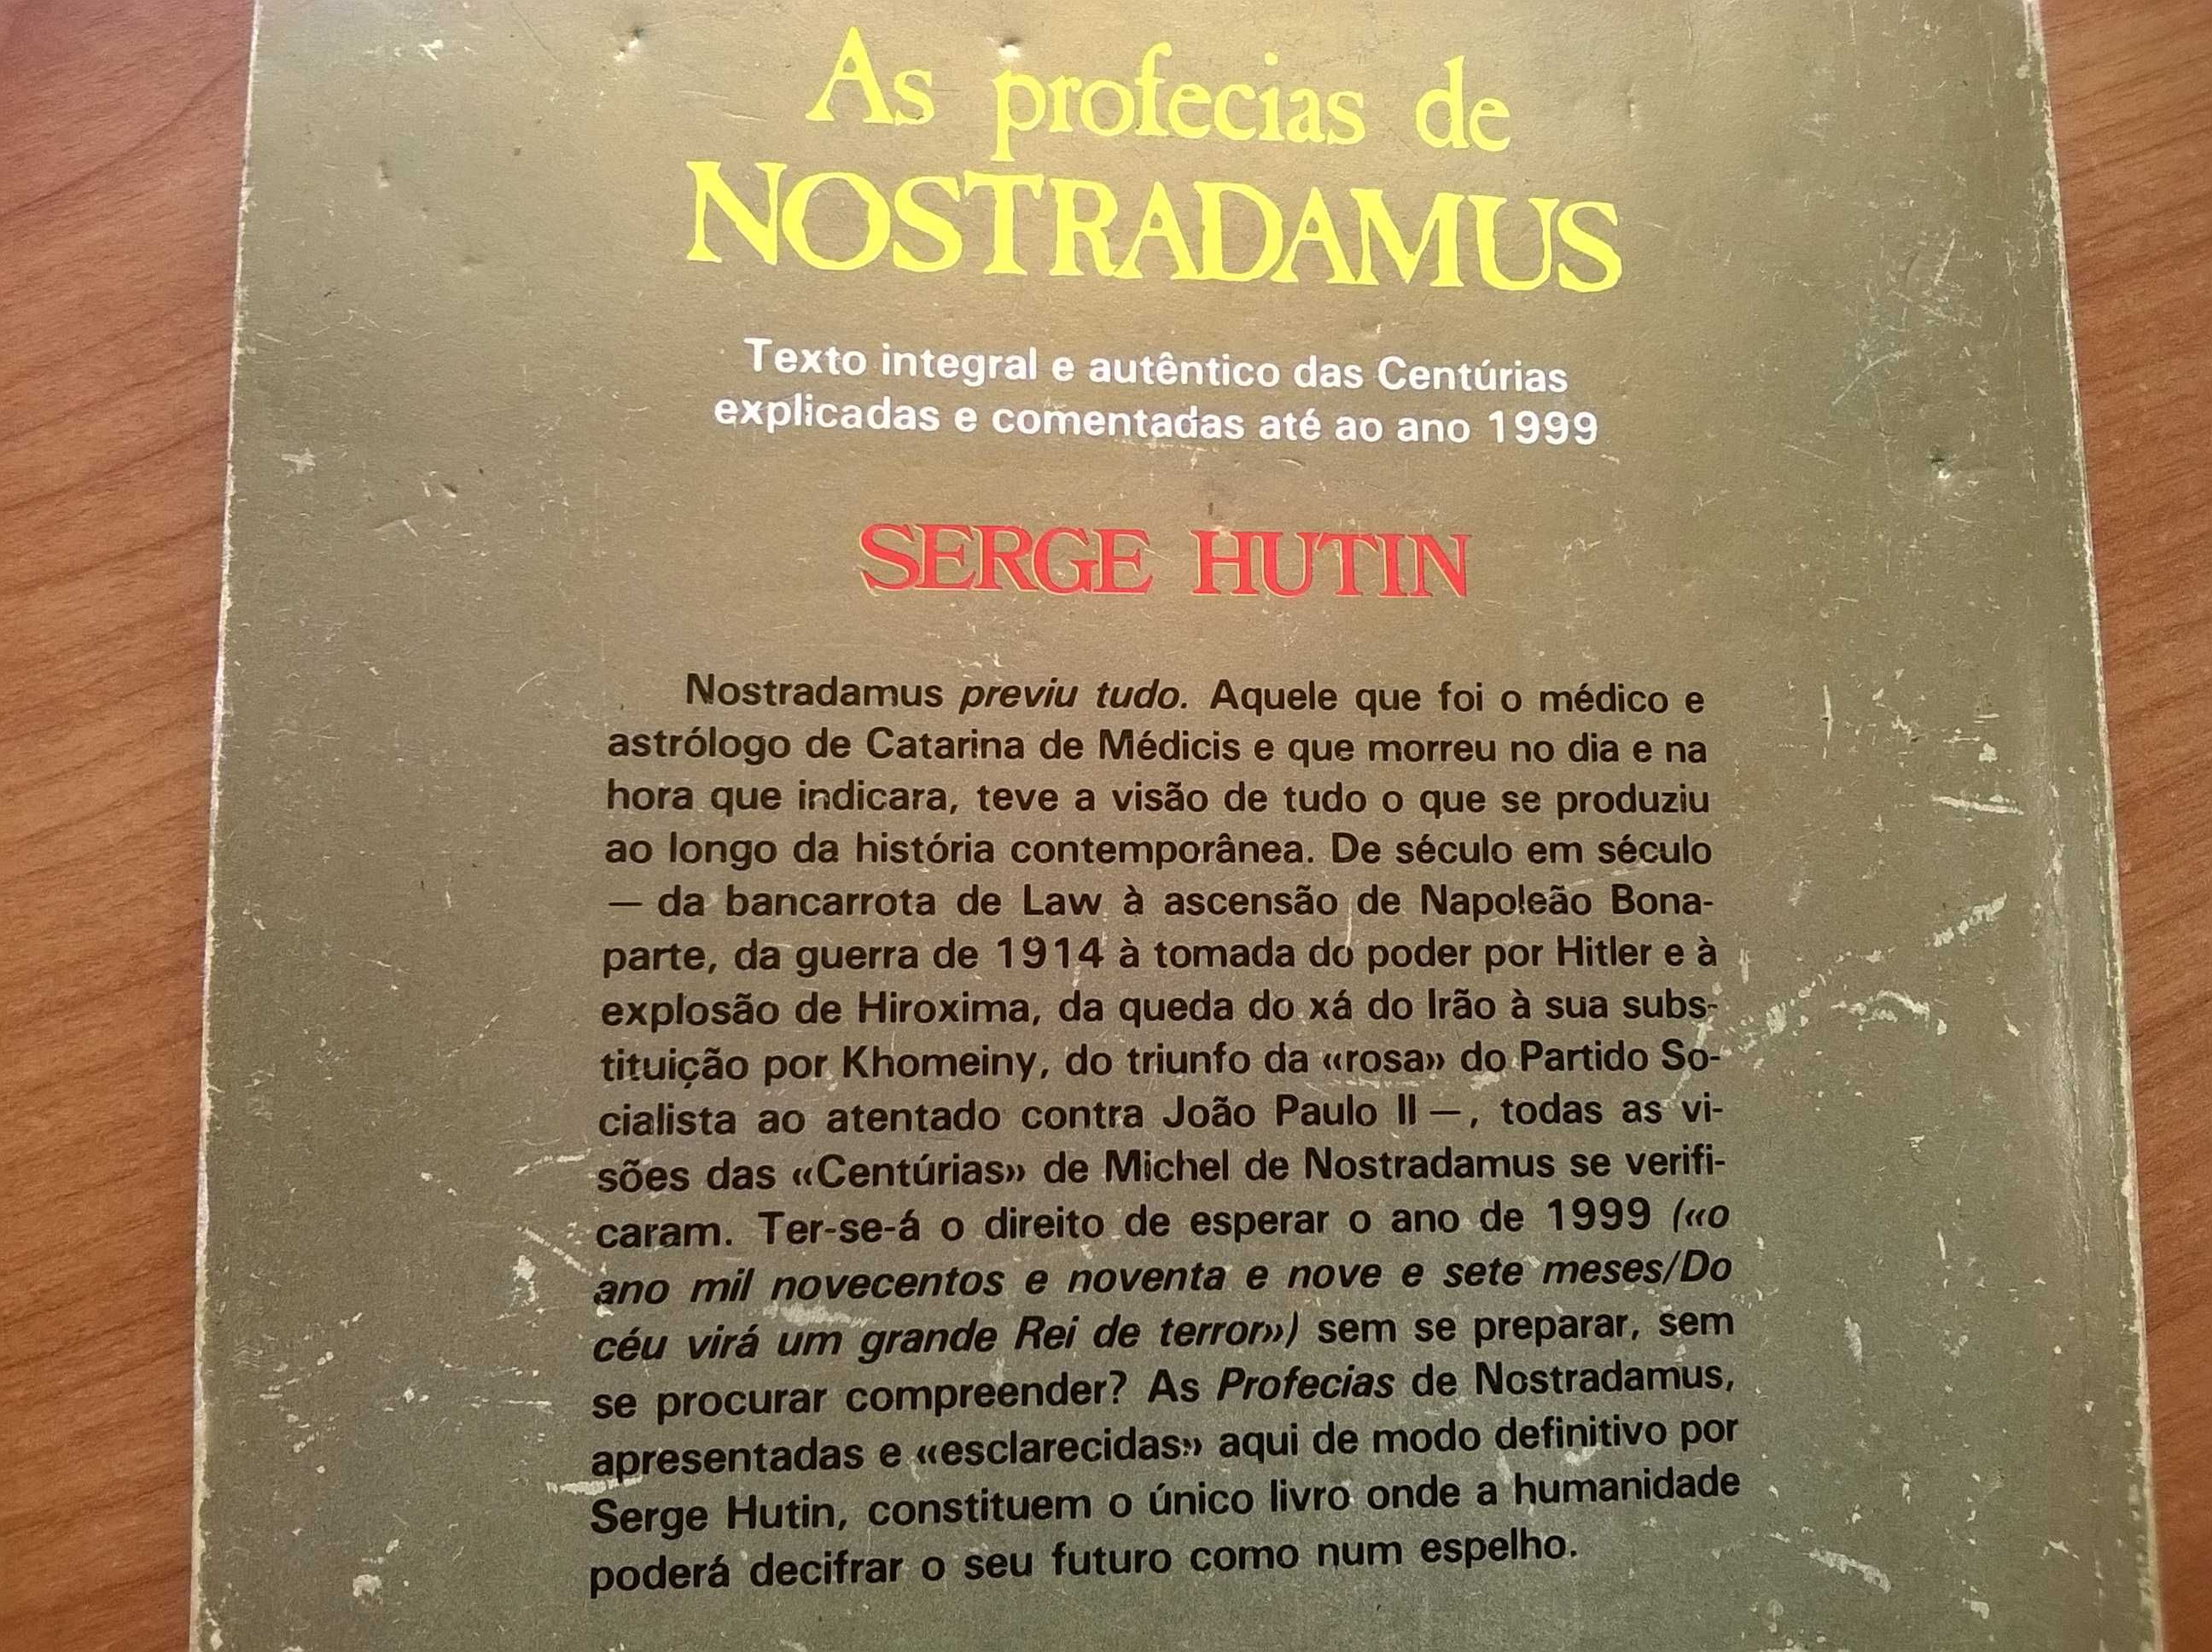 As profecias de
NOSTRADAMUS
Texto integral e autêntico das Centúrias
explicadas e comentadas até ao ano 1999
SERGE HUTIN
Nostradamus previu tudo. Aquele que foi o médico e
astrólogo de Catarina de Médicis e que morreu no dia e na
hora que indicara, teve a visão de tudo o que se produziu
ao longo da história contemporânea. De século em século
— da bancarrota de Law à ascensão de Napoleão Bona-
parte, da guerra de 1914 à tomada do poder por Hitler e à
explosão de Hiroxima, da queda do xá do Irão à sua subs-
tituição por Khomeiny, do triunfo da «rosa» do Partido So-
cialista ao atentado contra João Paulo II —, todas as vi-
sões das «Centúrias» de Michel de Nostradamus se verifi-
caram. Ter-se-á o direito de esperar o ano de 1999 («o
ano mil novecentos e noventa e nove e sete meses/Do
céu virá um grande Rei de terror») sem se preparar, sem
se procurar compreender? As Profecias de Nostradamus,
apresentadas e «esclarecidas» aqui de modo definitivo por
Serge Hutin, constituem o único livro onde a humanidade
poderá decifrar o seu futuro como num espelho.